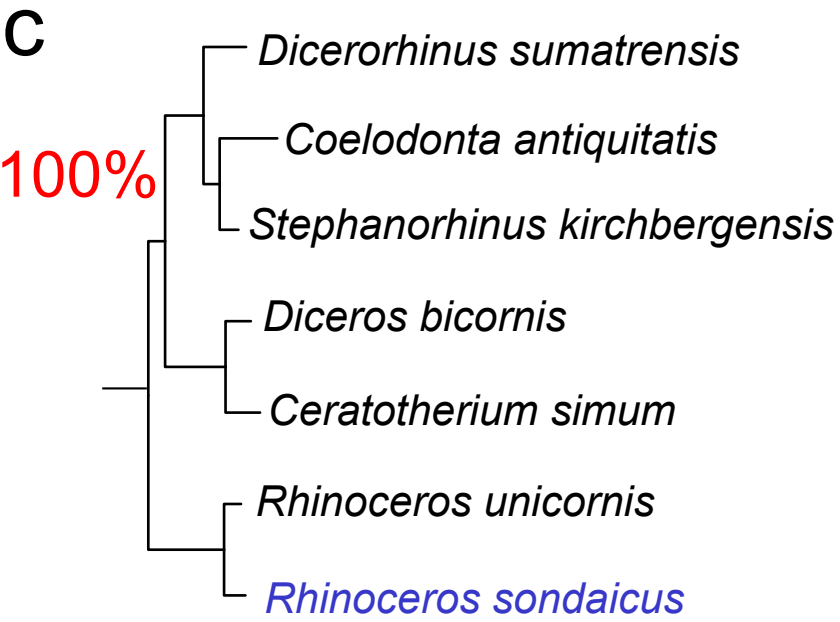 c
Dicerorhinus sumatrensis
Coelodonta antiquitatis
100%
Stephanorhinus kirchbergensis
Diceros bicornis
Ceratotherium simum
Rhinoceros unicornis
Rhinoceros sondaicus